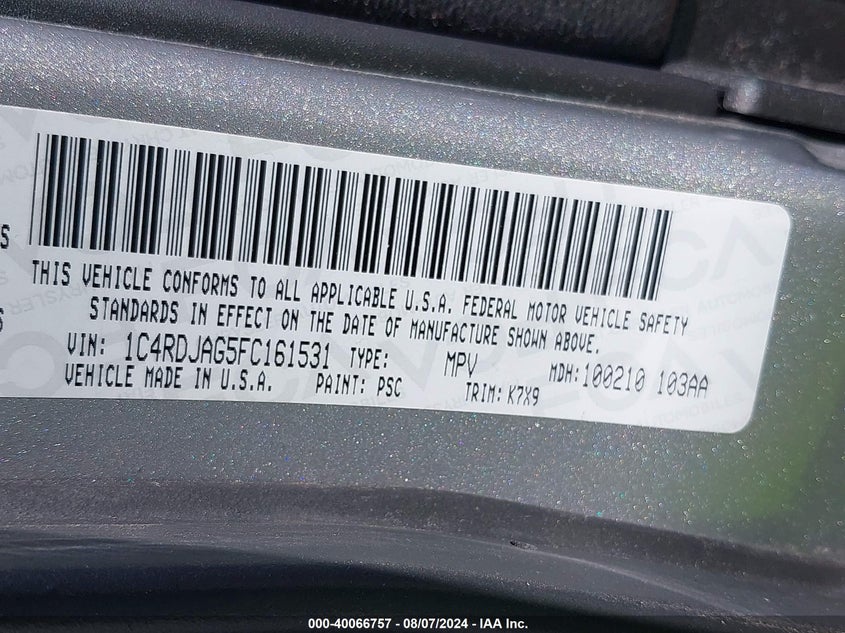 S
S
THIS VEHICLE CONFORMS TO ALL APPLICABLE U.S.A. FEDERAL MOTOR VEHICLE SAFETY
STANDARDS IN EFFECT ON THE DATE OF MANUFACTURE SHOWN ABOVE.
VIN: 1C4RDJAG5FC161531 TYPE: MPV MDH:100210 103AA
VEHICLE MADE IN U.S.A. PAINT: PSC TRIM: K7X9
000-40066757 - 08/07/2024 - IAA Inc.